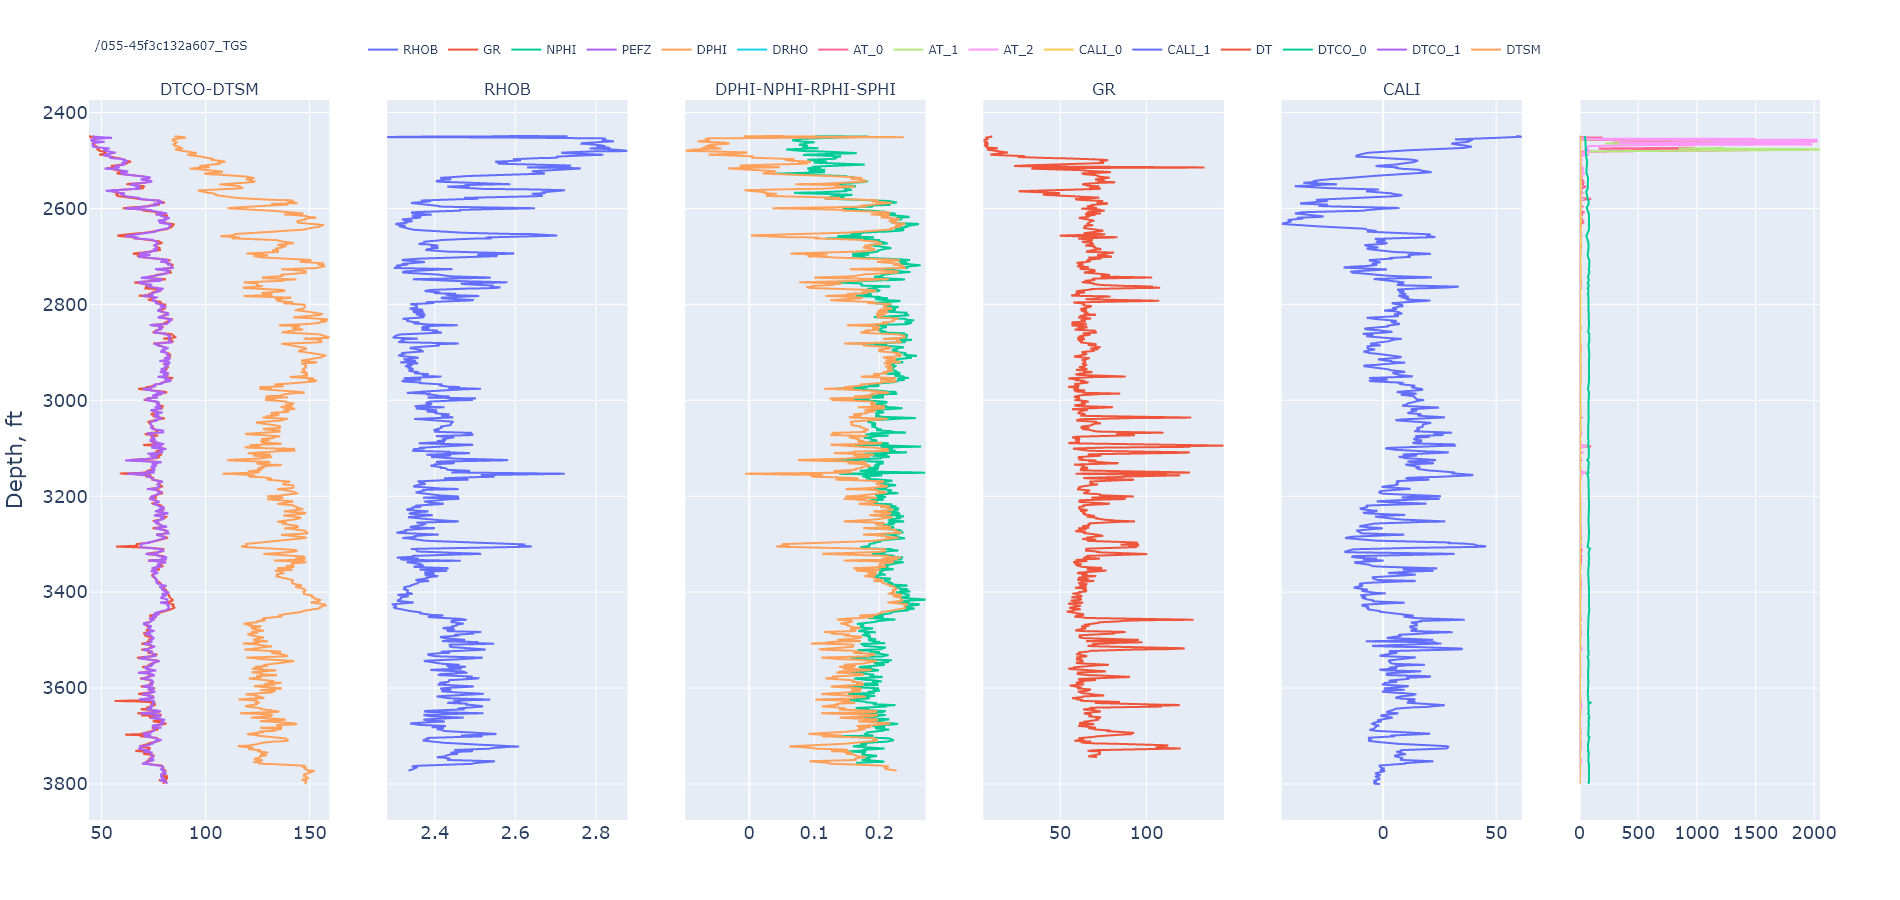 /055-45f3c132a607_TGS
RHOB GR NPHI PEFZ DPHI DRHO AT_0 AT_1 AT_2 CALI_0 CALI_1 DT DTCO_0 DTCO_1 DTSM
DTCO-DTSM RHOB DPHI-NPHI-RPHI-SPHI GR CALI
2400
2600
2800
3000
3200
3400
3600
3800
Depth, ft
50 100 150 2.4 2.6 2.8 0 0.1 0.2 50 100 0 50 0 500 1000 1500 2000